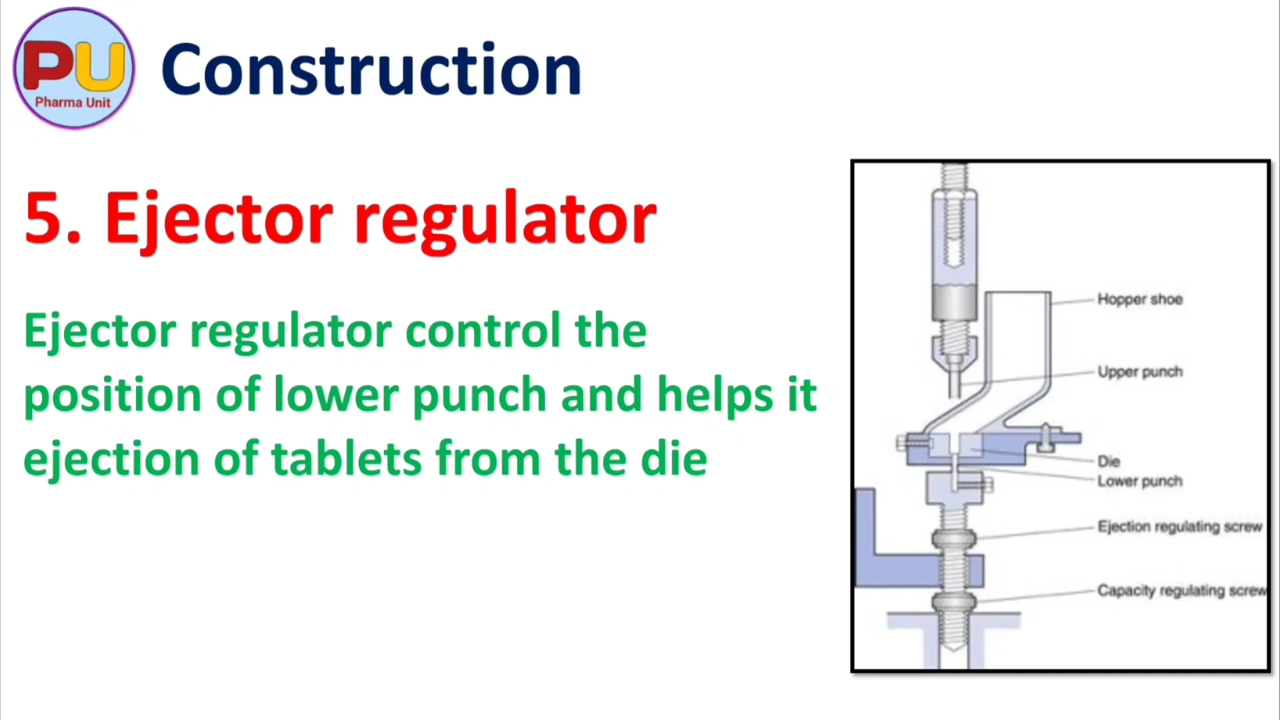 PU
Pharma Unit
Construction
5. Ejector regulator
Ejector regulator control the
position of lower punch and helps it
ejection of tablets from the die
Hopper shoe
Upper punch
Die
Lower punch
Ejection regulating screw
Capacity regulating screw